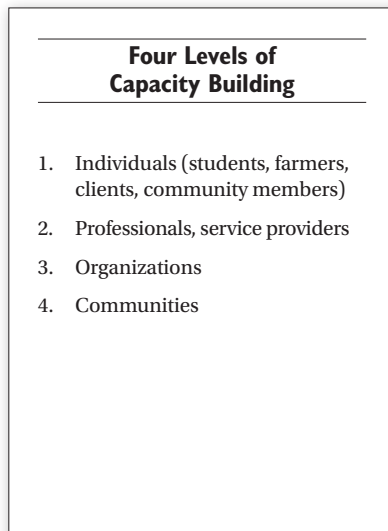 Four Levels of
Capacity Building
1. Individuals (students, farmers,
clients, community members)
2. Professionals, service providers
3. Organizations
4. Communities